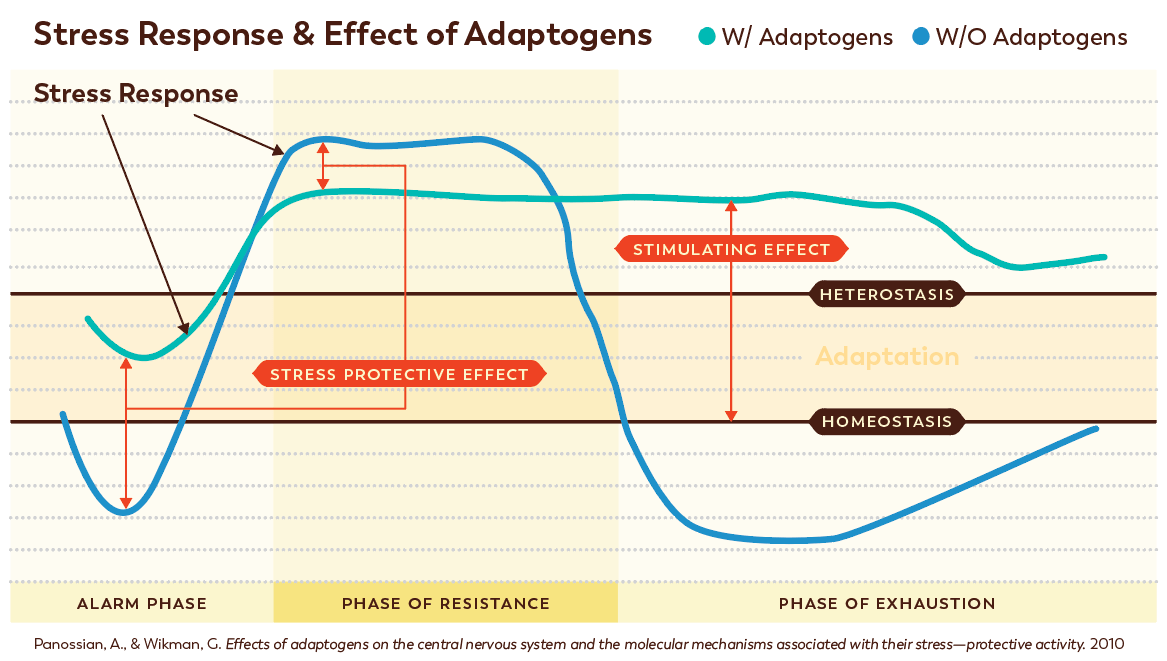 Stress Response & Effect of Adaptogens
W/ Adaptogens
W/O Adaptogens
Stress Response
STIMULATING EFFECT
HETEROSTASIS
Adaptation
STRESS PROTECTIVE EFFECT
HOMEOSTASIS
ALARM PHASE
PHASE OF RESISTANCE
PHASE OF EXHAUSTION
Panossian, A., & Wikman, G. Effects of adaptogens on the central nervous system and the molecular mechanisms associated with their stress—protective activity. 2010